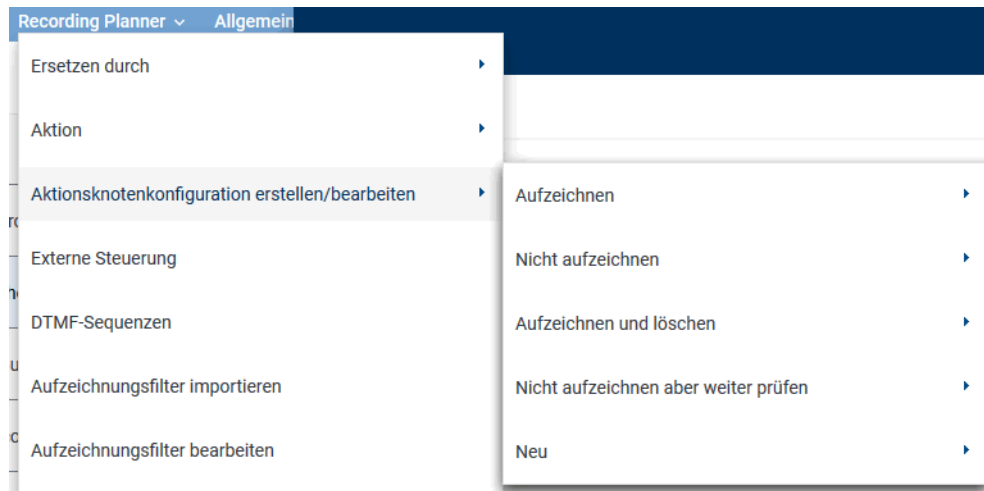 Recording Planner Allgemein
Ersetzen durch
Aktion
Aktionsknotenkonfiguration erstellen/bearbeiten
Aufzeichnen
Externe Steuerung
Nicht aufzeichnen
DTMF-Sequenzen
Aufzeichnen und löschen
Aufzeichnungsfilter importieren
Nicht aufzeichnen aber weiter prüfen
Aufzeichnungsfilter bearbeiten
Neu